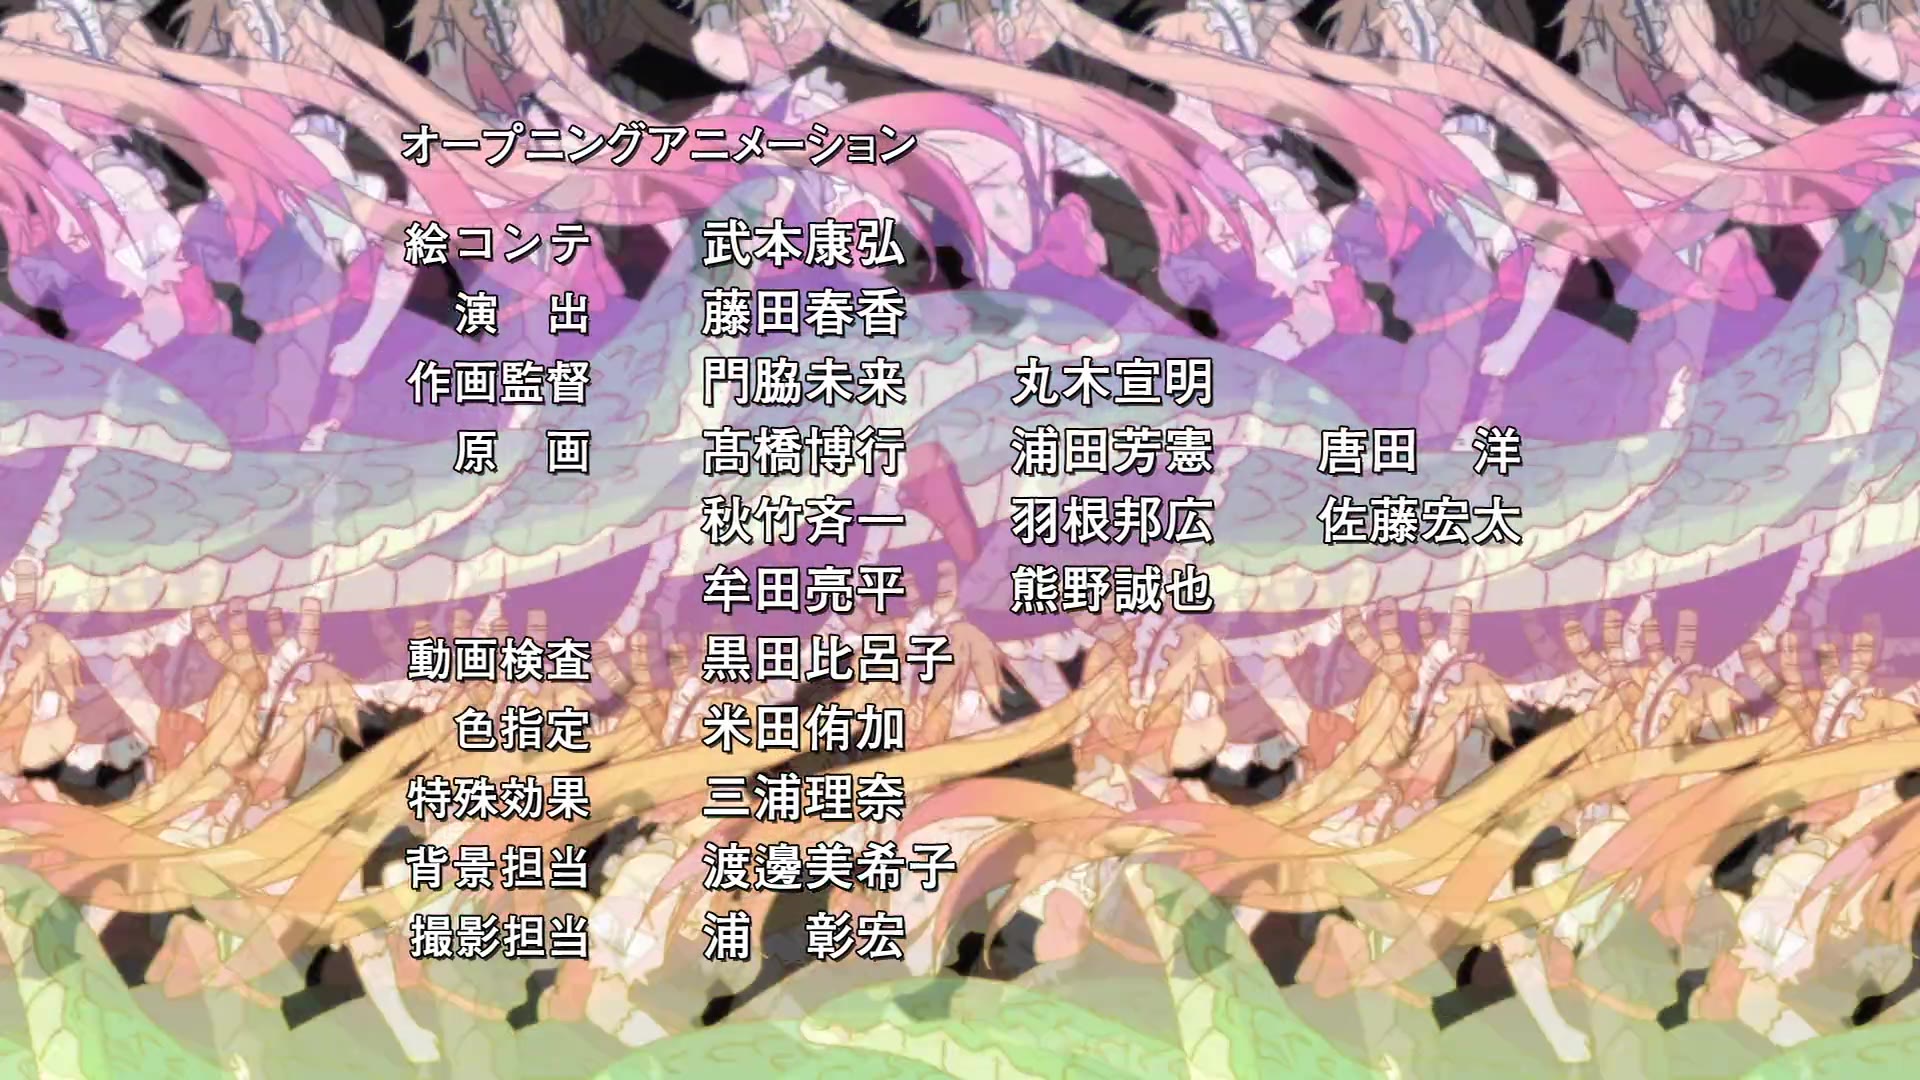 オープニングアニメーション
絵コンテ 武本康弘
演 出 藤田春香
作画監督 門脇未来 丸木宣明
原 画 髙橋博行 浦田芳憲 唐田 洋
秋竹斉一 羽根邦広 佐藤宏太
牟田亮平 熊野誠也
動画検査 黒田比呂子
色指定 米田侑加
特殊効果 三浦理奈
背景担当 渡邊美希子
撮影担当 浦 彰宏